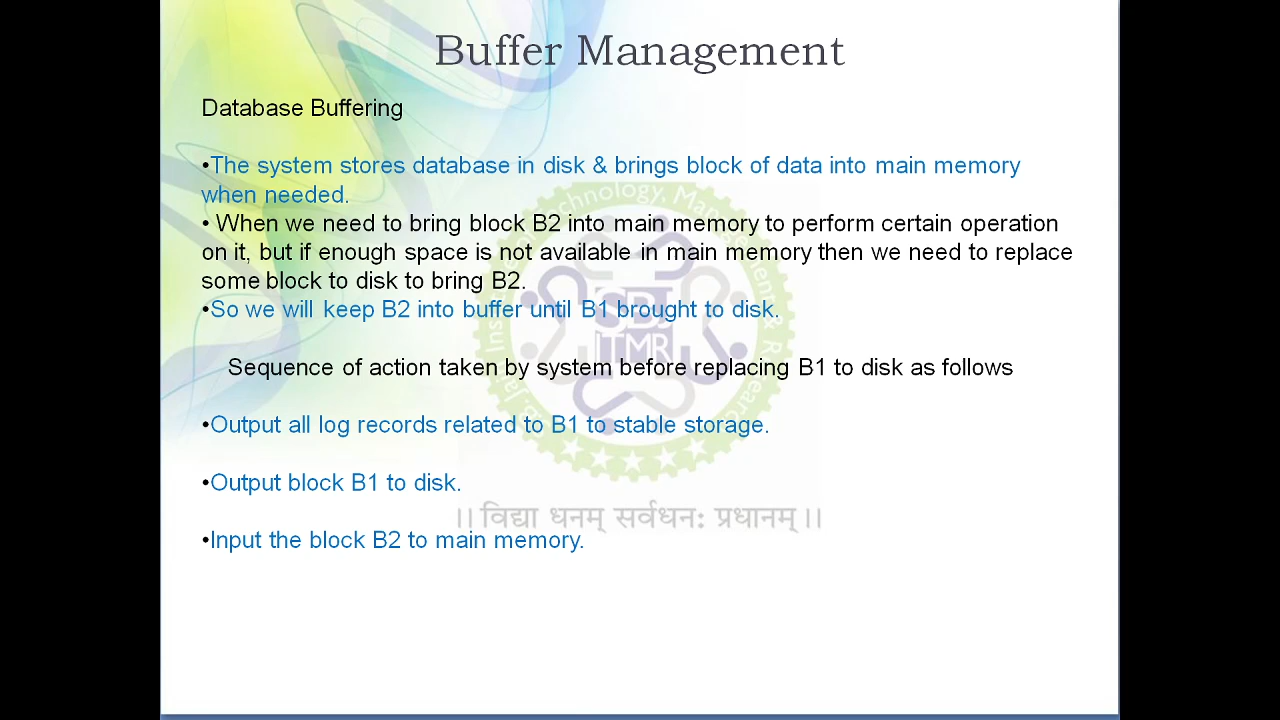 Buffer Management
Database Buffering
•The system stores database in disk & brings block of data into main memory
when needed.
• When we need to bring block B2 into main memory to perform certain operation
on it, but if enough space is not available in main memory then we need to replace
some block to disk to bring B2.
•So we will keep B2 into buffer until B1 brought to disk.
Sequence of action taken by system before replacing B1 to disk as follows
•Output all log records related to B1 to stable storage.
•Output block B1 to disk.
•Input the block B2 to main memory.
SBJ
ITMR
।। विद्या धनम् सर्वधनः प्रधानम् ।।